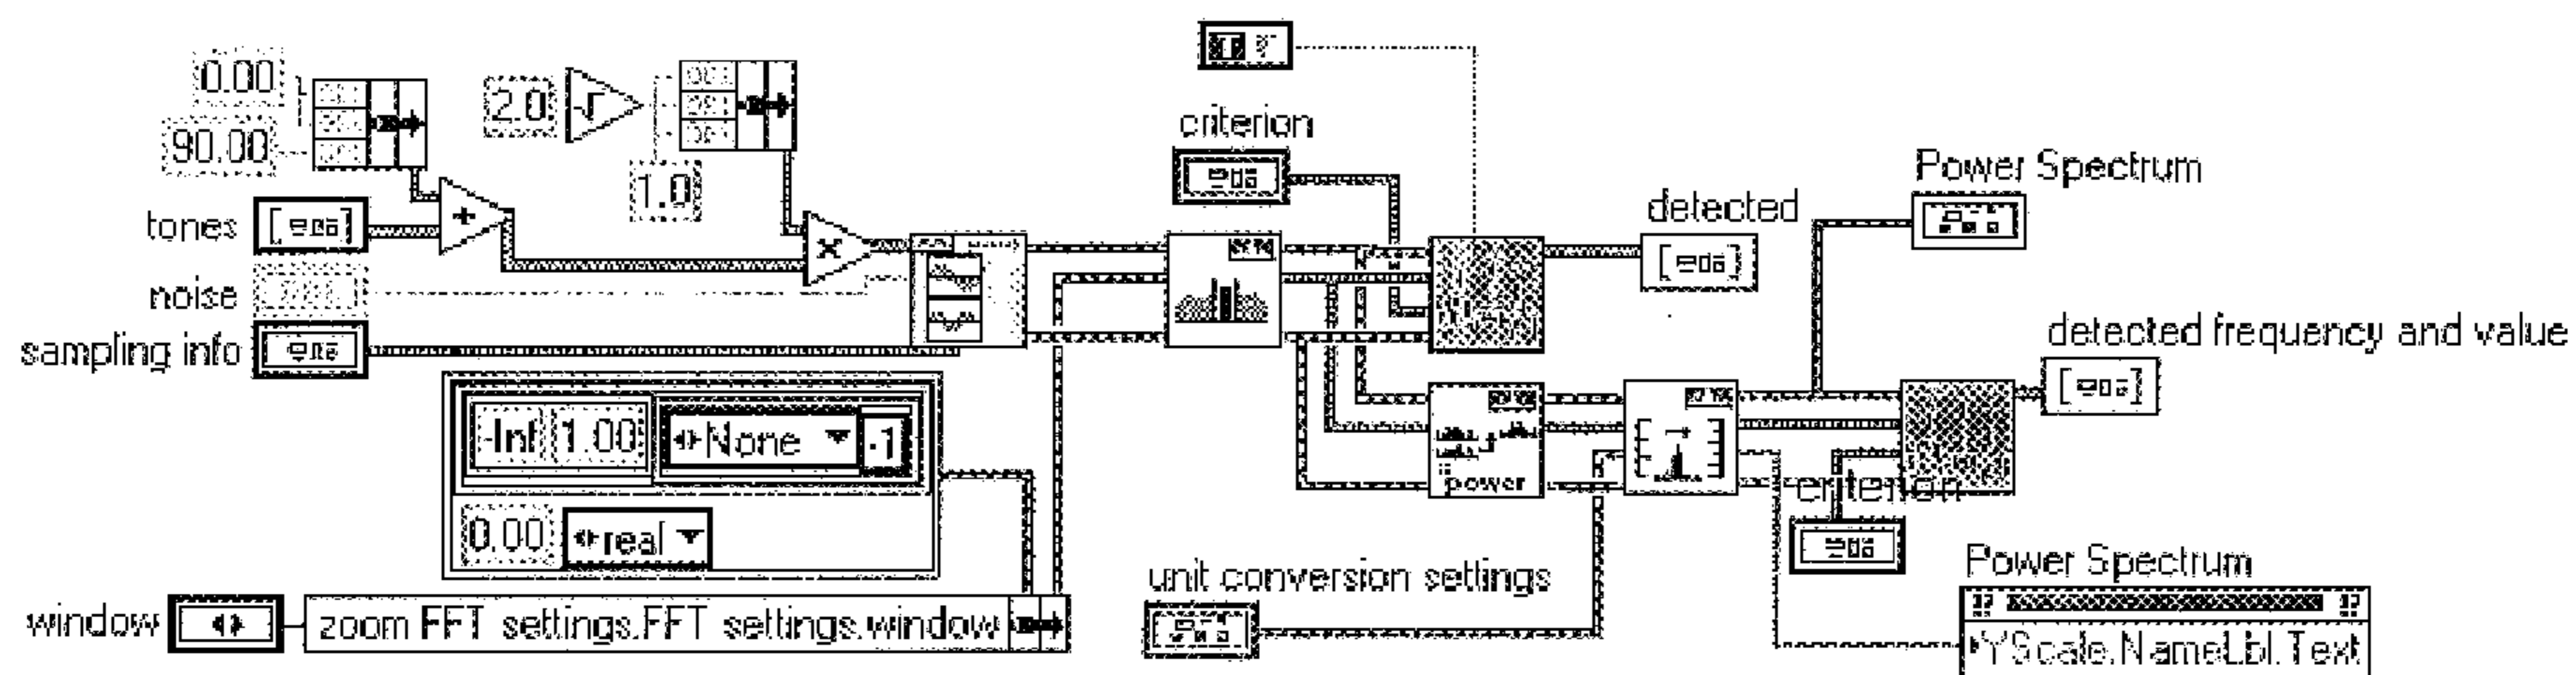 0.00
90.00
2.0
1.0
criterion
Power Spectrum
detected
tones
noise
sampling info
detected frequency and value
-Inf 1.00 None -1
power
criterion
0.00 real
Power Spectrum
unit conversion settings
window zoom FFT settings.FFT settings.window
YScale.NameLbl.Text